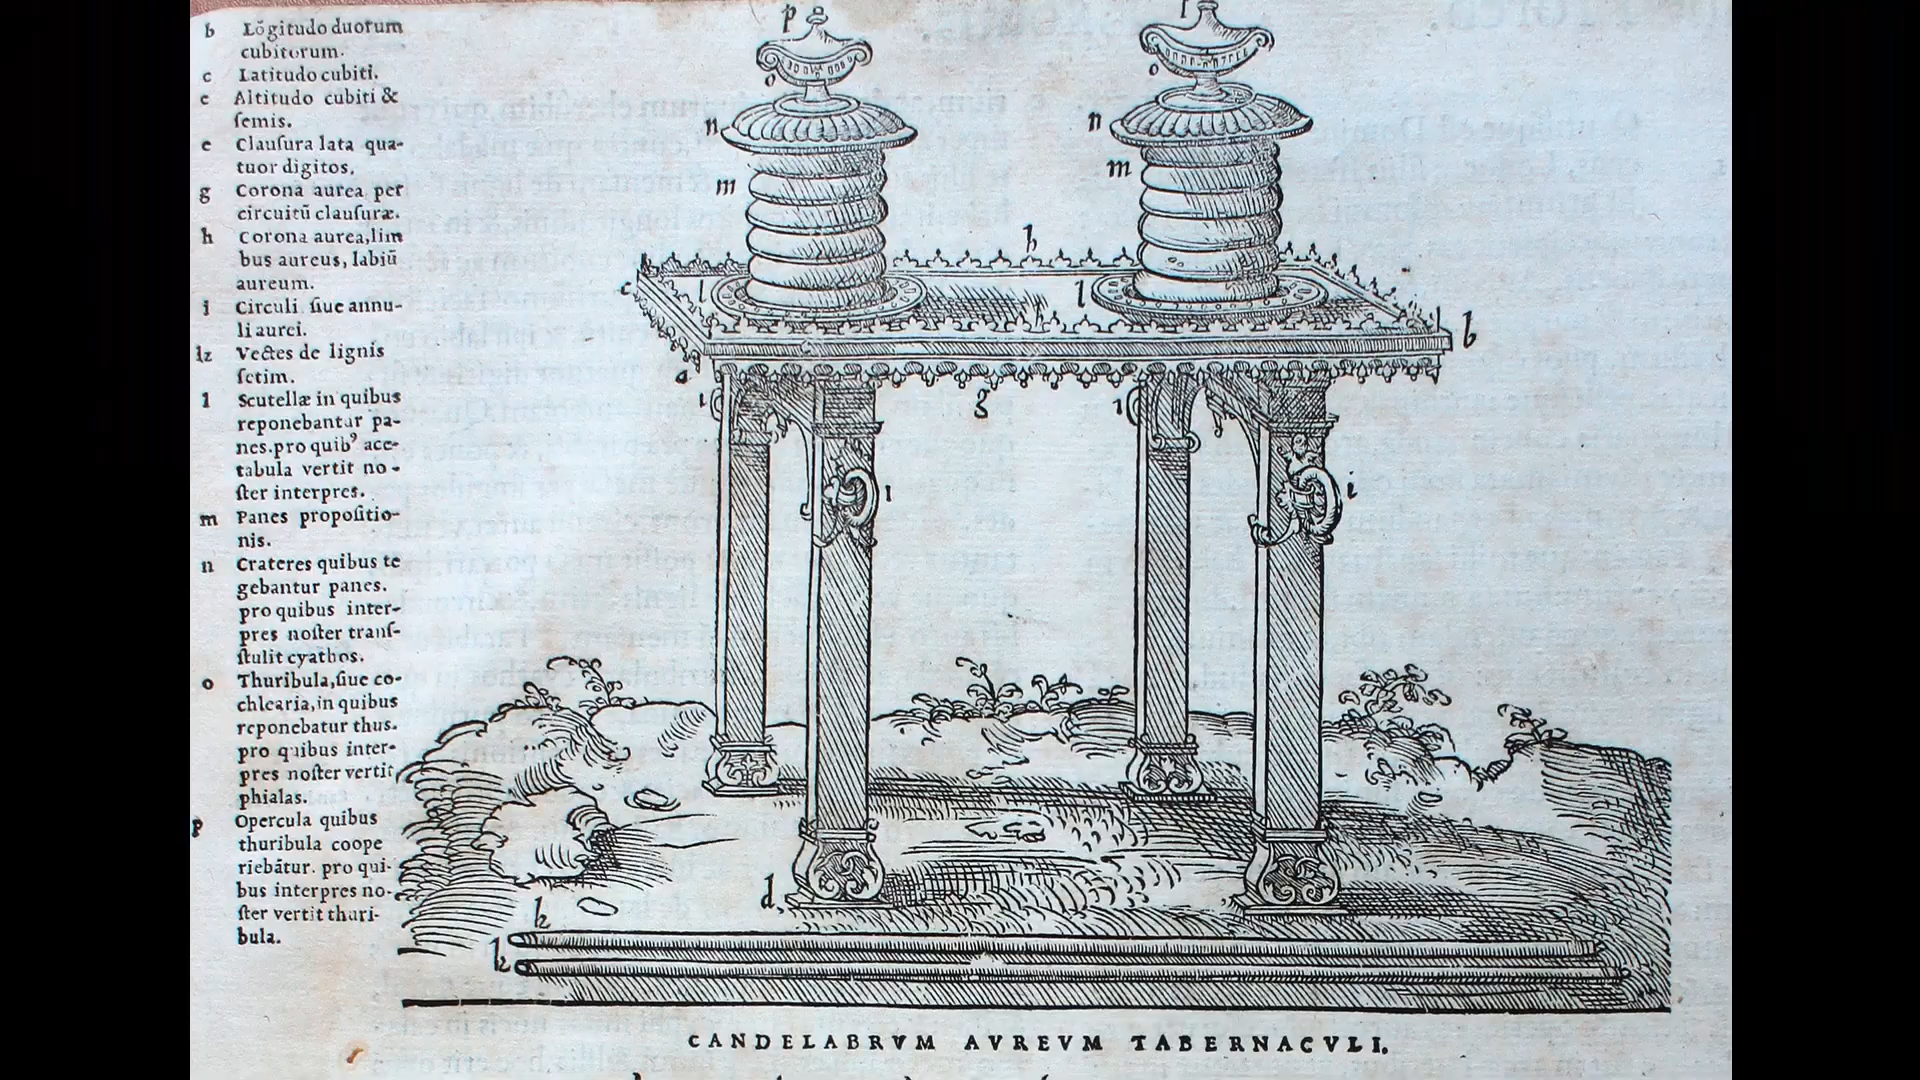 b Lõgitudo duorum
cubitorum.
c Latitudo cubiti.
e Altitudo cubiti &
ſemis.
e Clauſura lata qua-
tuor digitos.
g Corona aurea per
circuitũ clauſuræ.
h Corona aurea,lim
bus aureus, labiũ
aureum.
i Circuli ſiue annu-
li aurei.
k Vectes de lignis
ſetim.
l Scutellæ in quibus
reponebantur pa-
nes.pro quibꝰ ace-
tabula vertit no-
ſter interpres.
m Panes propoſitio-
nis.
n Crateres quibus te
gebantur panes.
pro quibus inter-
pres noſter tranſ-
ſtulit cyathos.
o Thuribula,ſiue co-
chlearia,in quibus
reponebatur thus.
pro quibus inter-
pres noſter vertit
phialas.
p Opercula quibus
thuribula coope
riebãtur. pro qui-
bus interpres no-
ſter vertit thuri-
bula.
p
o o
n n
m m
h
c l l
b
a
i g i
i i
d
k
k
CANDELABRVM AVREVM TABERNACVLI.